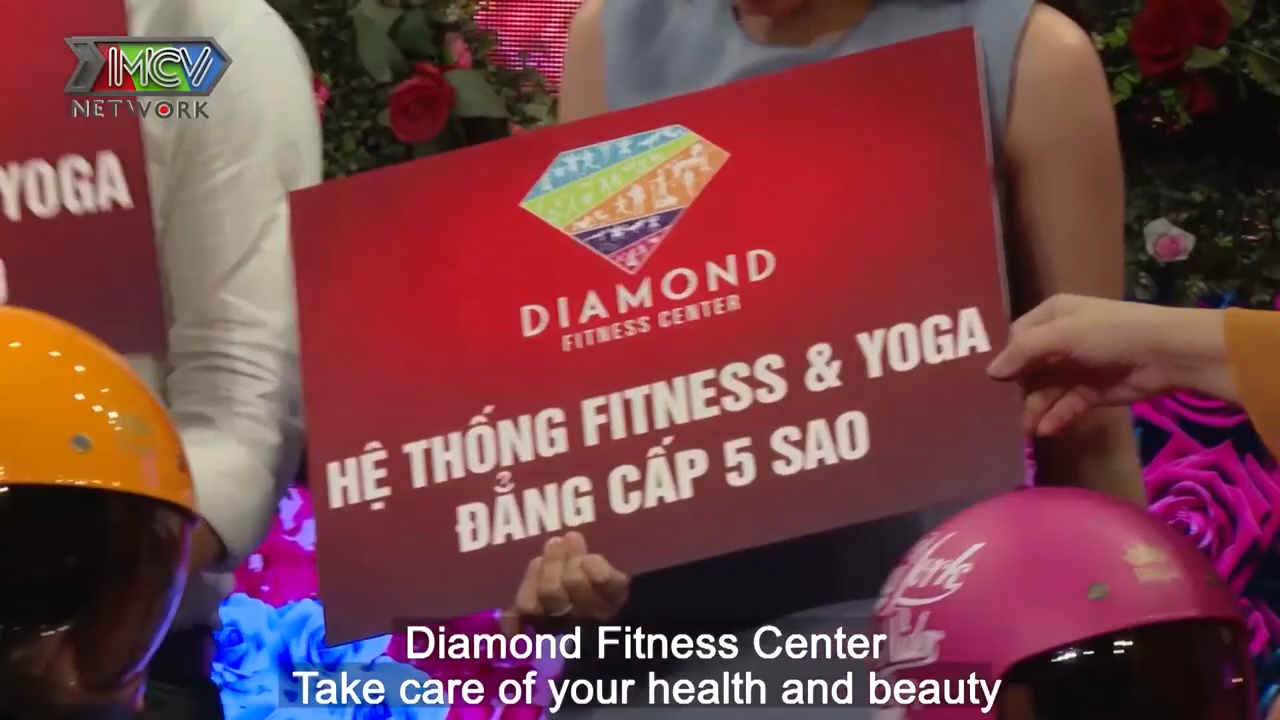 MCV
NETWORK
YOGA
DIAMOND
FITNESS CENTER
HỆ THỐNG FITNESS & YOGA
ĐẲNG CẤP 5 SAO
Diamond Fitness Center
Take care of your health and beauty